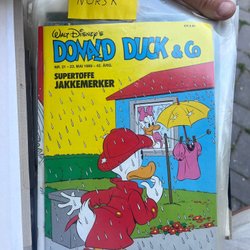 NORSK
WALT DISNEY'S
DONALD DUCK & Co
NR. 21 - 23. MAI 1989 - 42. ÅRG.
SUPERTOFFE
JAKKEMERKER